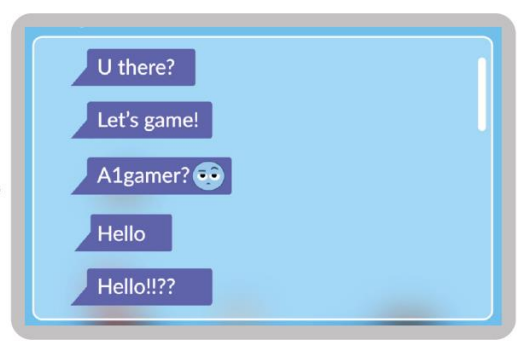 U there?
Let's game!
A1gamer?
Hello
Hello!!??